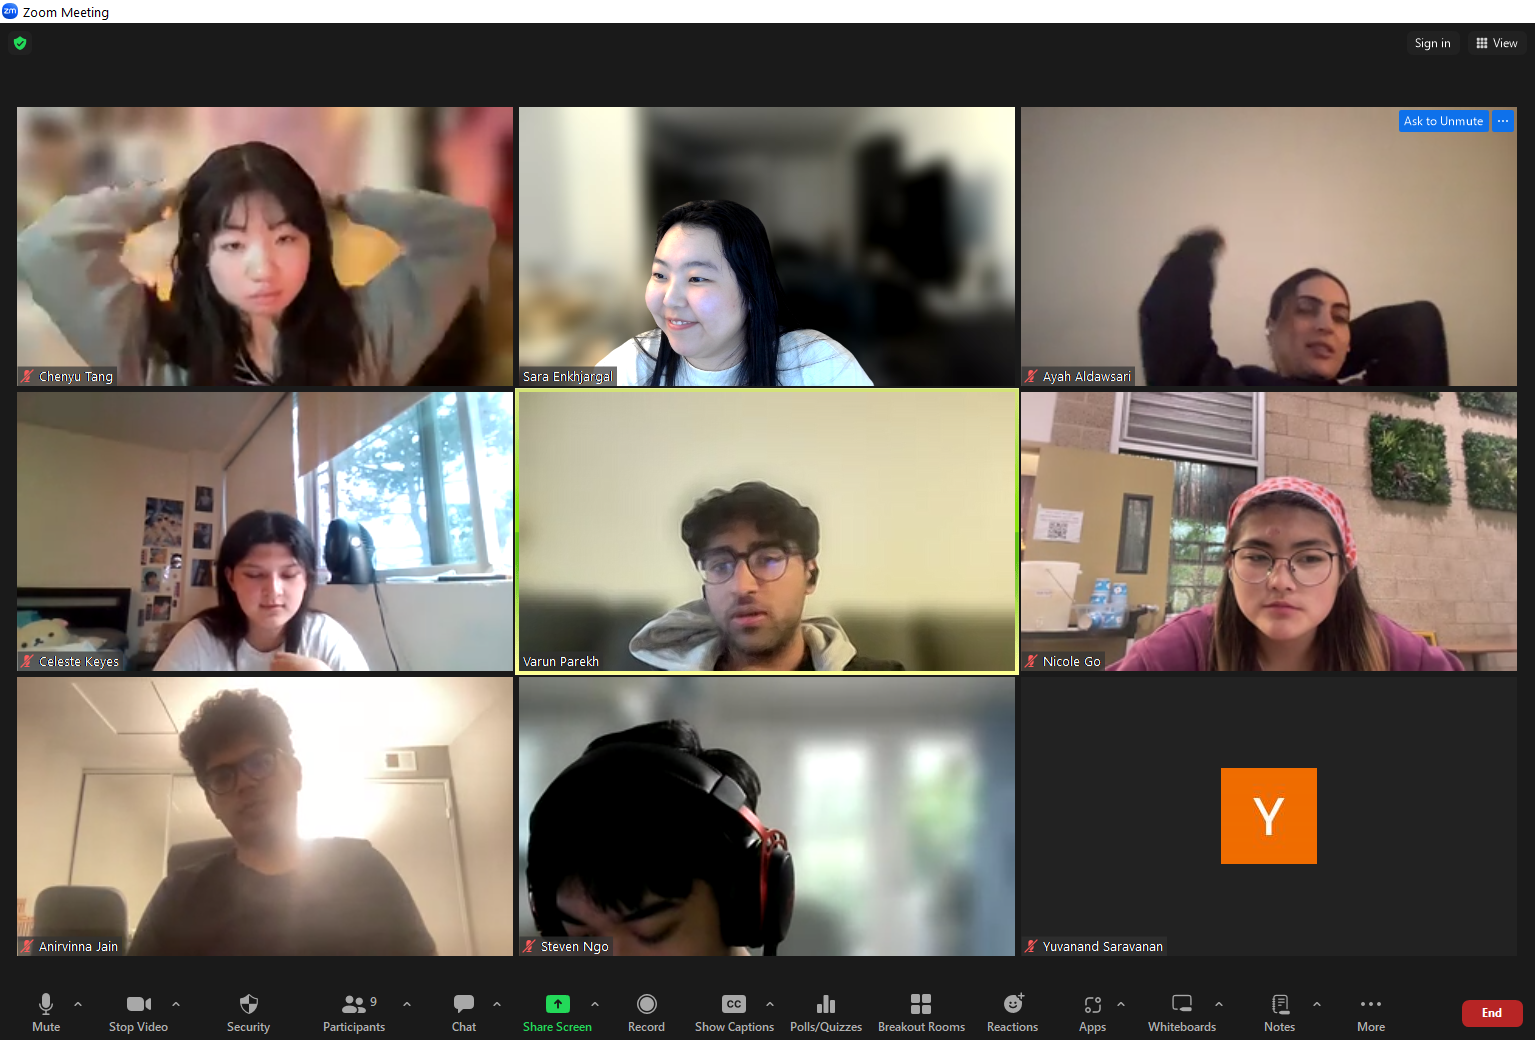 zm Zoom Meeting
Sign in
View
Ask to Unmute ...
Chenyu Tang
Sara Enkhjargal
Ayah Aldawsari
Celeste Keyes
Varun Parekh
Nicole Go
Y
Anirvinna Jain
Steven Ngo
Yuvanand Saravanan
9
CC
Mute
Stop Video
Security
Participants
Chat
Share Screen
Record
Show Captions
Polls/Quizzes
Breakout Rooms
Reactions
Apps
Whiteboards
Notes
More
End